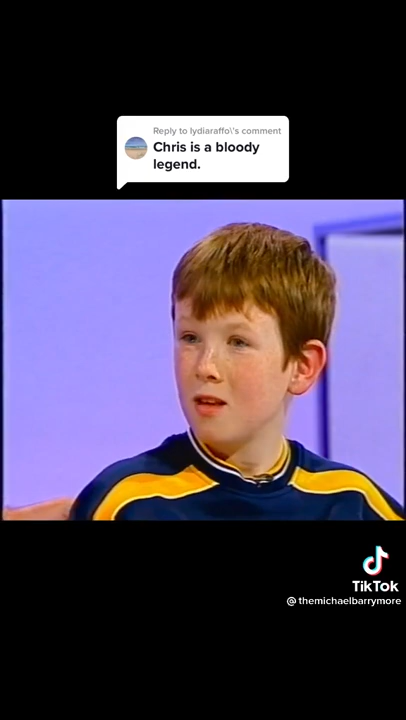 Reply to lydiaraffo\'s comment
Chris is a bloody
legend.
TikTok
@themichaelbarrymore